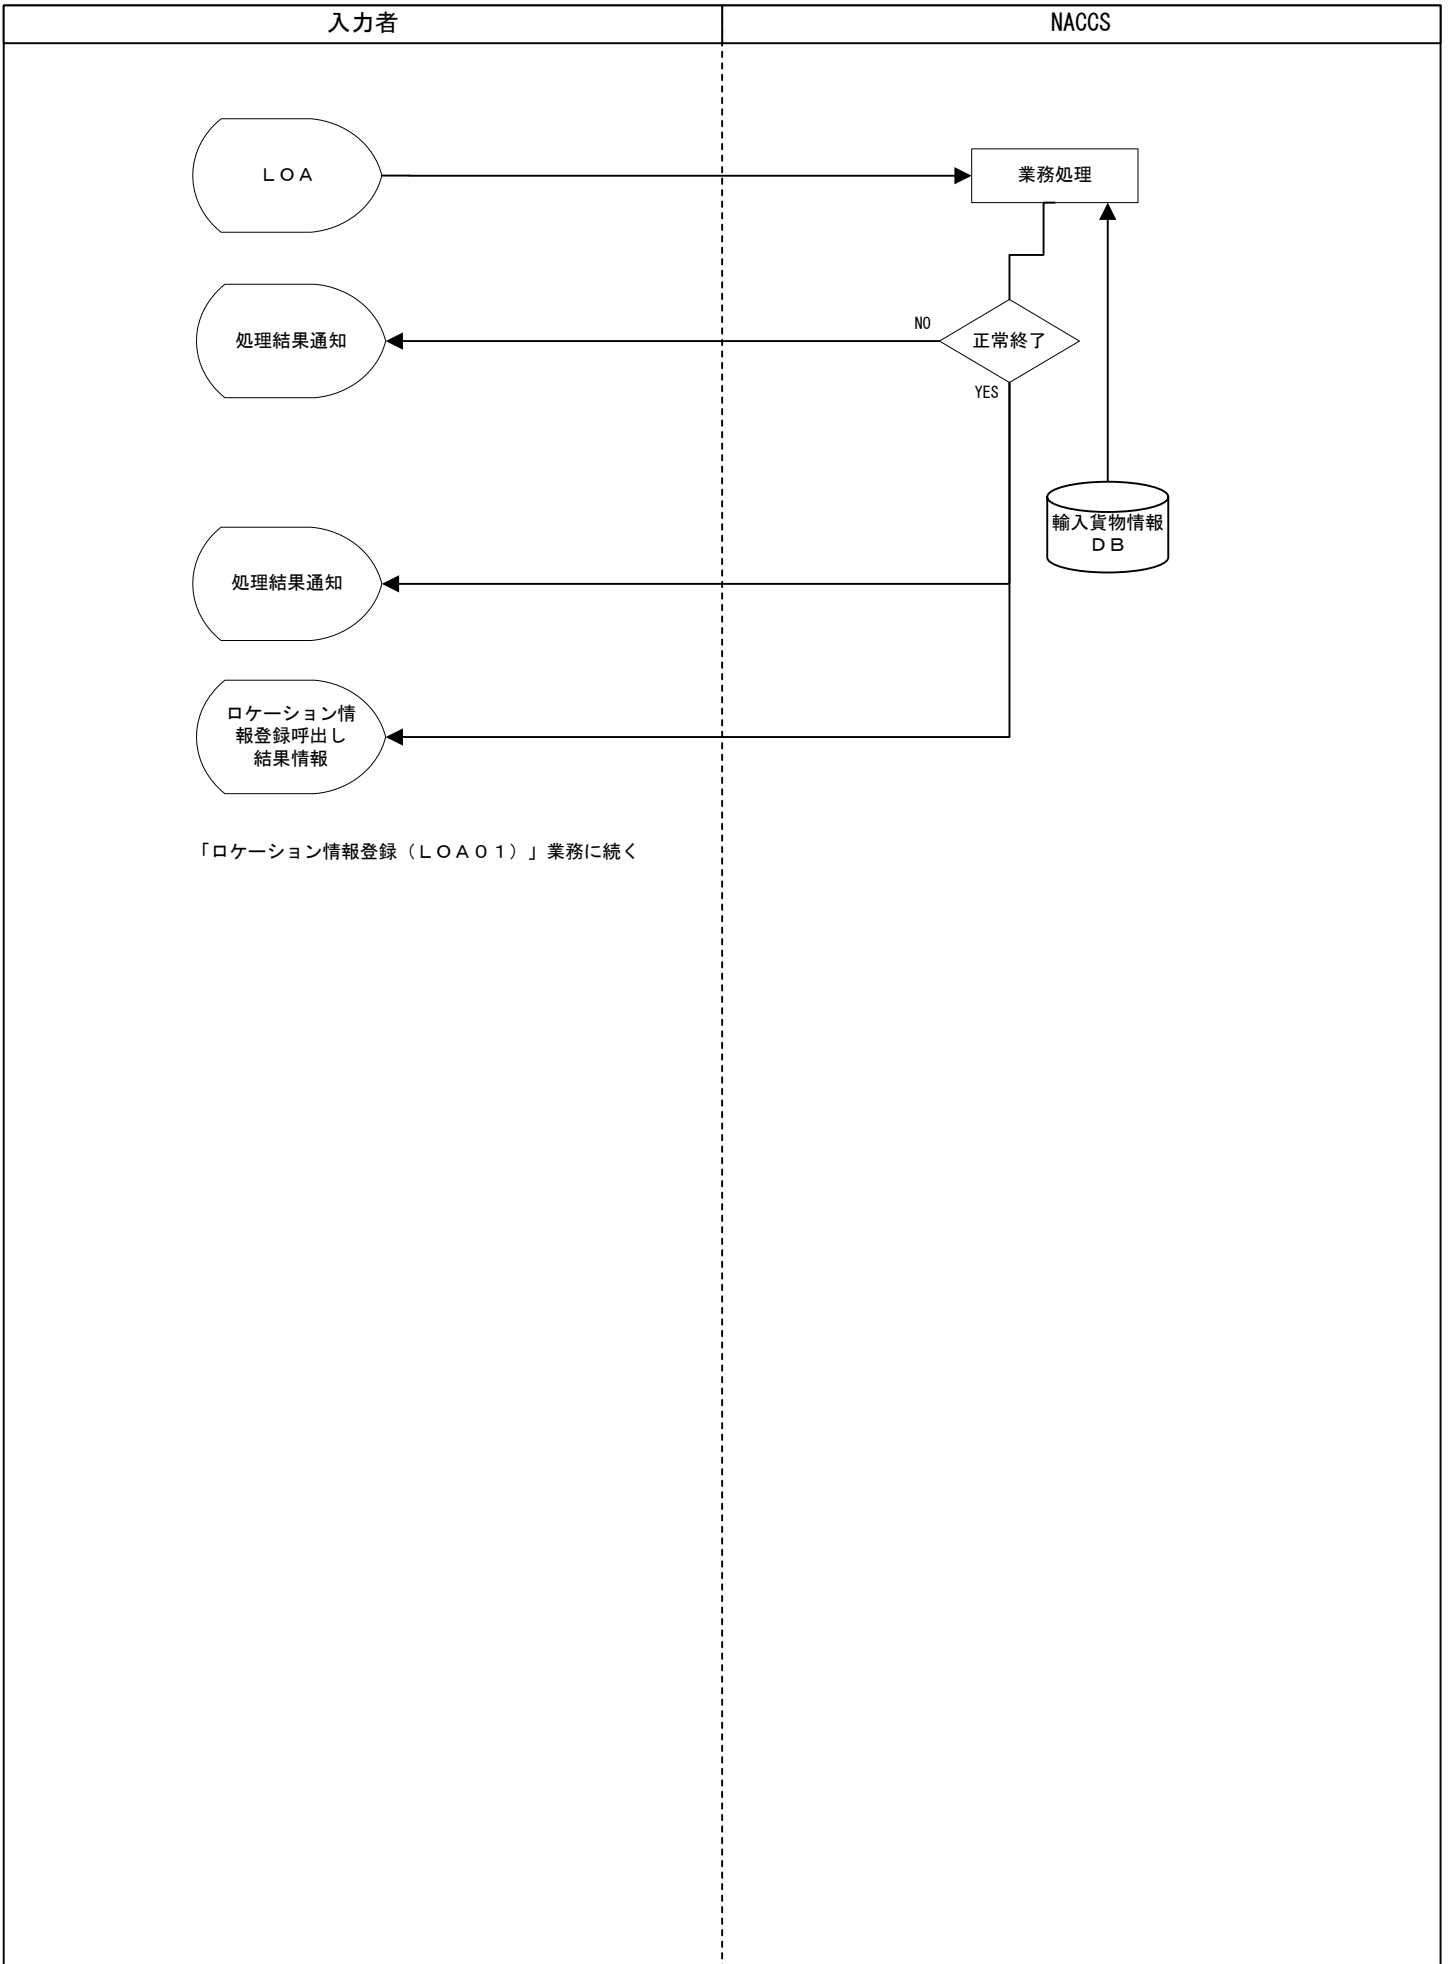 入力者
NACCS
ＬＯＡ
業務処理
処理結果通知
NO
正常終了
YES
輸入貨物情報
ＤＢ
処理結果通知
ロケーション情
報登録呼出し
結果情報
「ロケーション情報登録（ＬＯＡ０１）」業務に続く